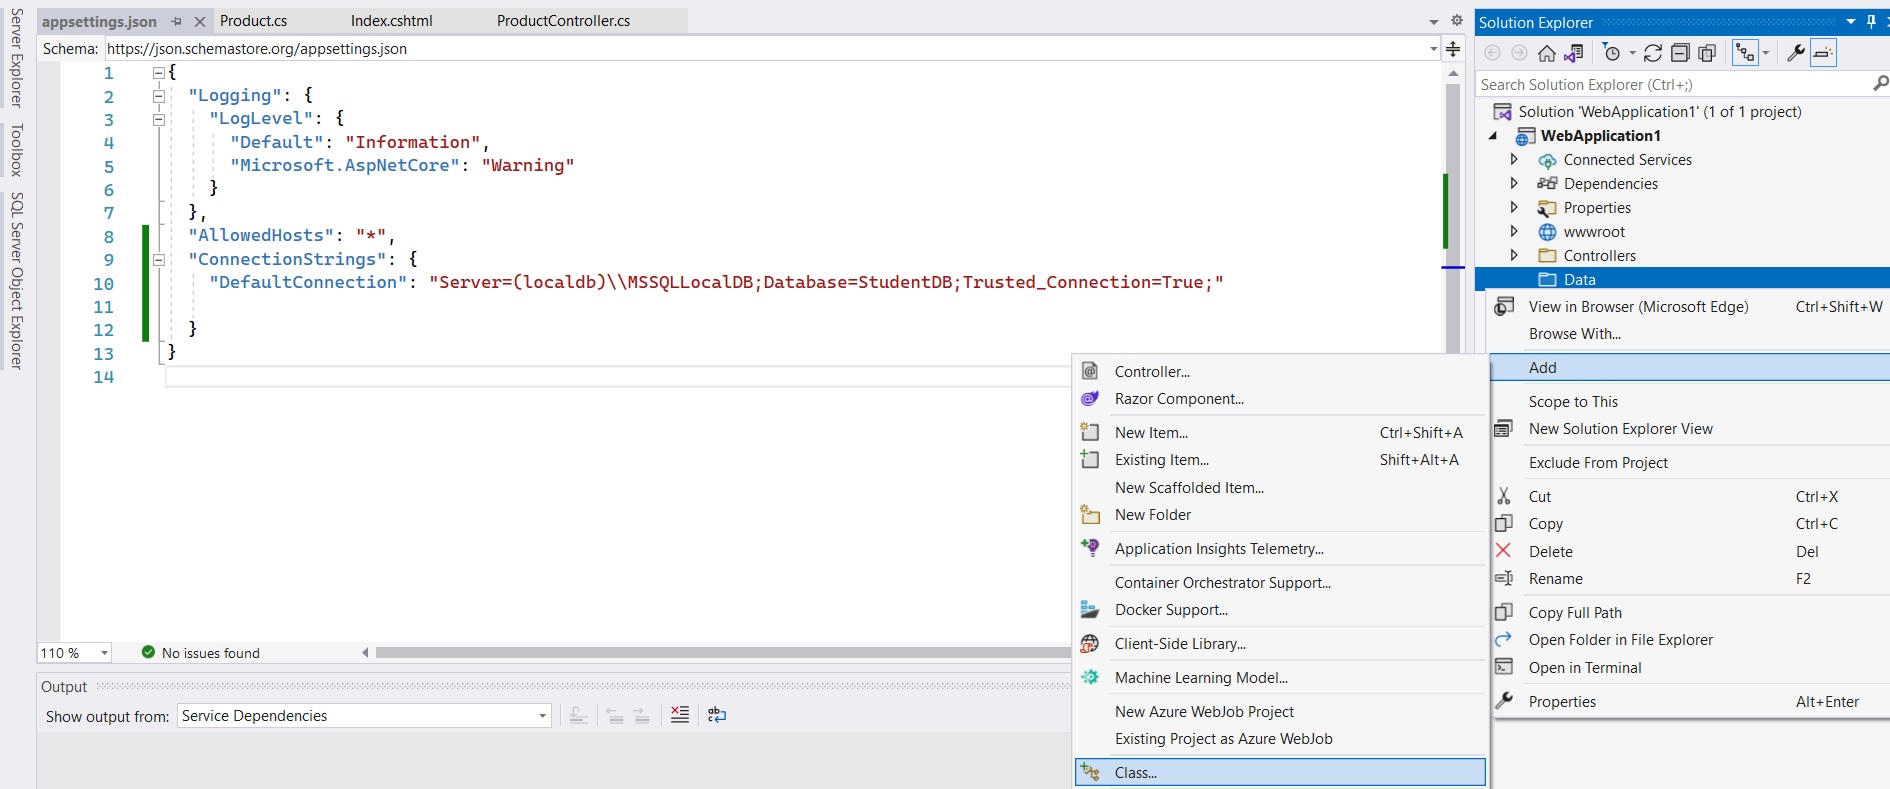 Server Explorer
Toolbox
SQL Server Object Explorer
appsettings.json
Product.cs
Index.cshtml
ProductController.cs
Schema: https://json.schemastore.org/appsettings.json
1 {
2 "Logging": {
3 "LogLevel": {
4 "Default": "Information",
5 "Microsoft.AspNetCore": "Warning"
6 }
7 },
8 "AllowedHosts": "*",
9 "ConnectionStrings": {
10 "DefaultConnection": "Server=(localdb)\\MSSQLLocalDB;Database=StudentDB;Trusted_Connection=True;"
11
12 }
13 }
14
110 %
No issues found
Output
Show output from: Service Dependencies
Solution Explorer
Search Solution Explorer (Ctrl+;)
Solution 'WebApplication1' (1 of 1 project)
WebApplication1
Connected Services
Dependencies
Properties
wwwroot
Controllers
Data
View in Browser (Microsoft Edge) Ctrl+Shift+W
Browse With...
Add
Scope to This
New Solution Explorer View
Exclude From Project
Cut Ctrl+X
Copy Ctrl+C
Delete Del
Rename F2
Copy Full Path
Open Folder in File Explorer
Open in Terminal
Properties Alt+Enter
Controller...
Razor Component...
New Item... Ctrl+Shift+A
Existing Item... Shift+Alt+A
New Scaffolded Item...
New Folder
Application Insights Telemetry...
Container Orchestrator Support...
Docker Support...
Client-Side Library...
Machine Learning Model...
New Azure WebJob Project
Existing Project as Azure WebJob
Class...